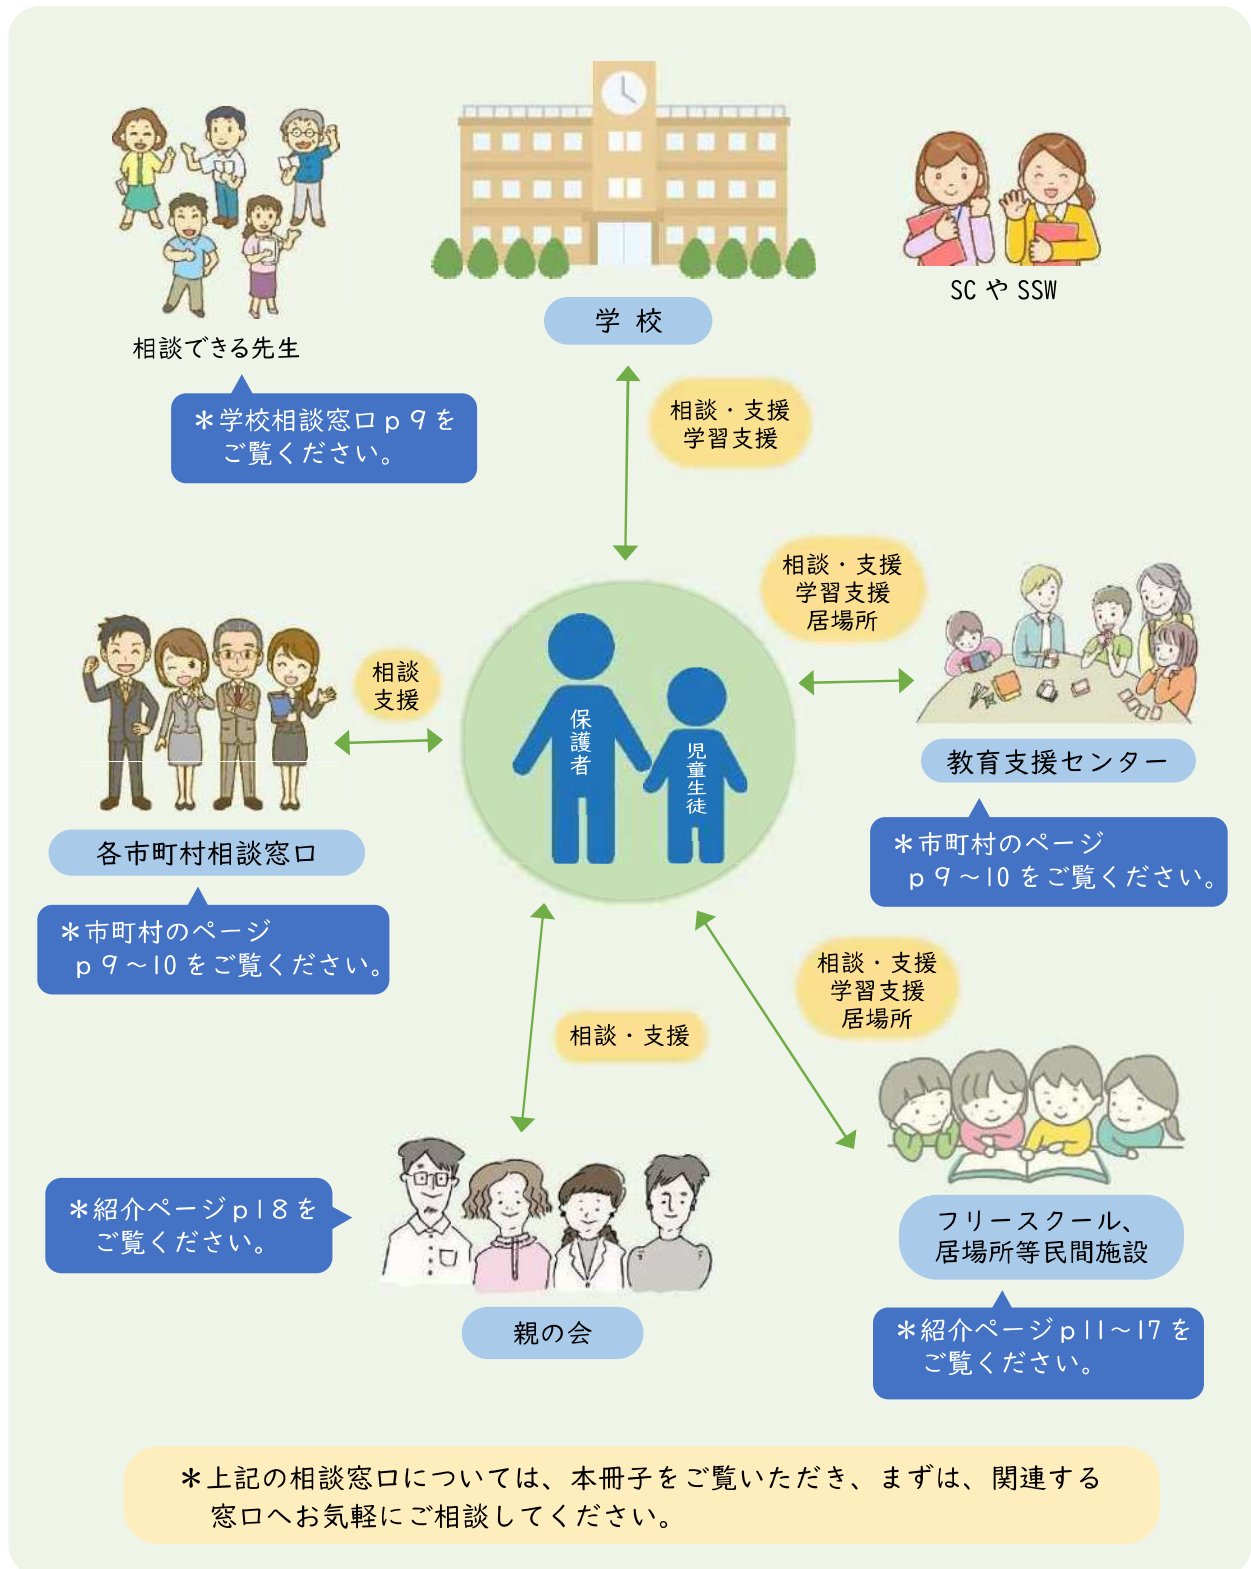 SCやSSW
学校
相談できる先生
＊学校相談窓口p9を
ご覧ください。
相談・支援
学習支援
相談・支援
学習支援
居場所
相談
支援
保護者
児童生徒
教育支援センター
＊市町村のページ
p9～10をご覧ください。
各市町村相談窓口
＊市町村のページ
p9～10をご覧ください。
相談・支援
学習支援
居場所
相談・支援
＊紹介ページp18を
ご覧ください。
フリースクール、
居場所等民間施設
親の会
＊紹介ページp11～17を
ご覧ください。
＊上記の相談窓口については、本冊子をご覧いただき、まずは、関連する
窓口へお気軽にご相談してください。